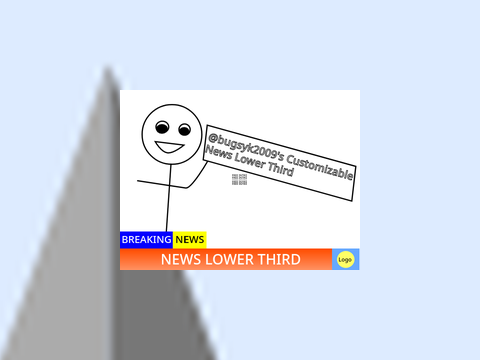 @bugsyk2009's Customizable
News Lower Third
BREAKING NEWS
NEWS LOWER THIRD
Logo